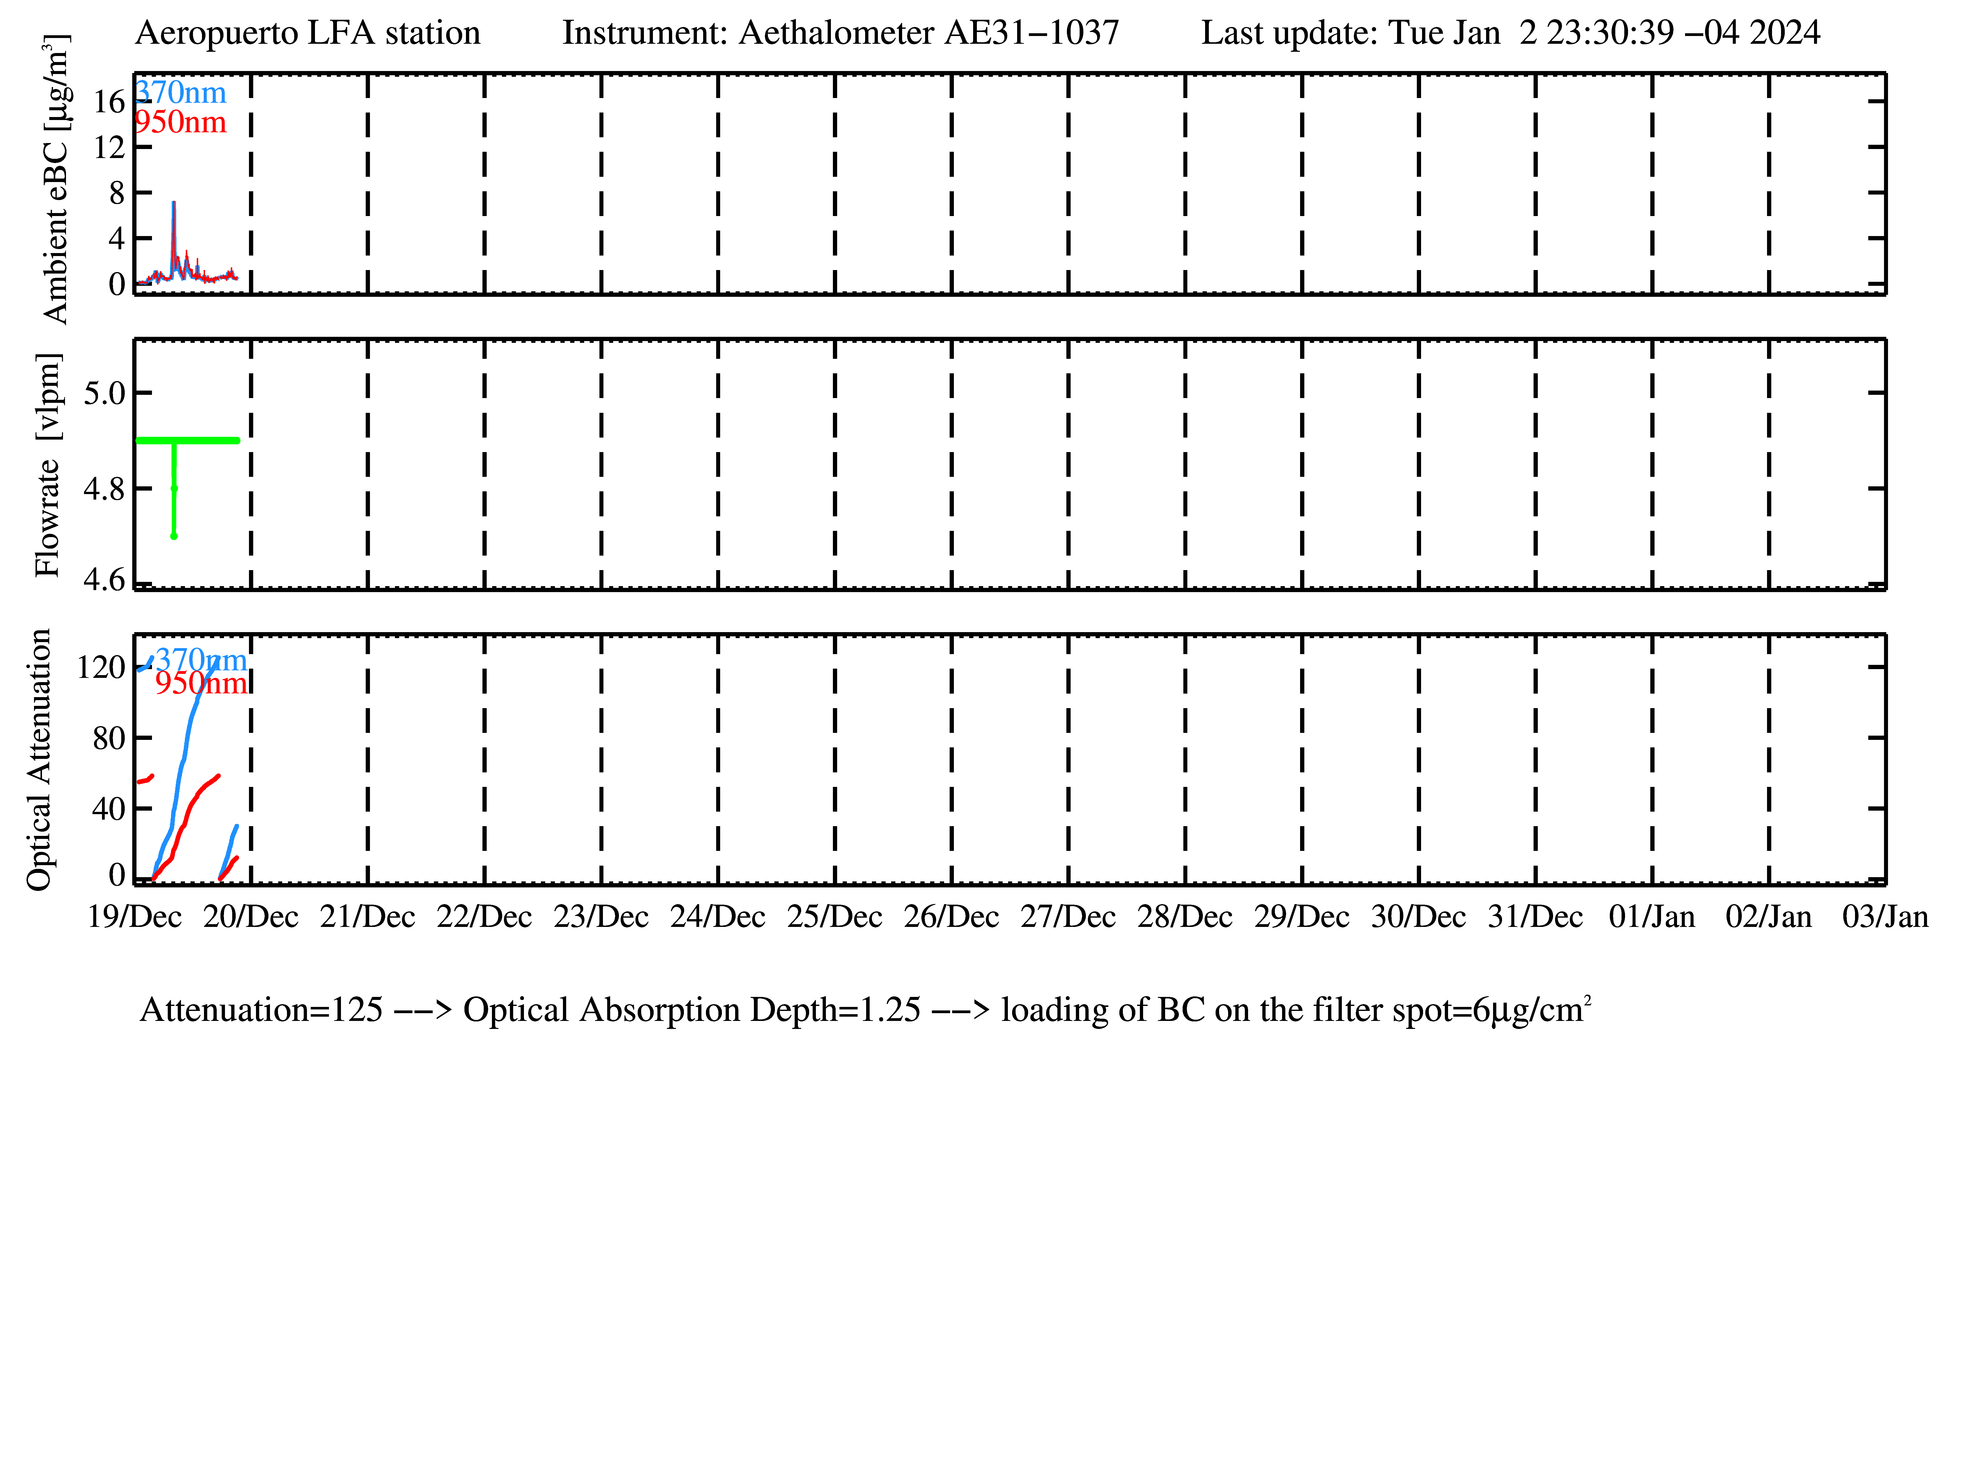 Aeropuerto LFA station Instrument: Aethalometer AE31−1037 Last update: Tue Jan 2 23:30:39 −04 2024
Ambient eBC [µg/m³]
16
12
8
4
0
370nm
950nm
Flowrate [vlpm]
5.0
4.8
4.6
Optical Attenuation
120
80
40
0
370nm
950nm
19/Dec 20/Dec 21/Dec 22/Dec 23/Dec 24/Dec 25/Dec 26/Dec 27/Dec 28/Dec 29/Dec 30/Dec 31/Dec 01/Jan 02/Jan 03/Jan
Attenuation=125 −−> Optical Absorption Depth=1.25 −−> loading of BC on the filter spot=6µg/cm²